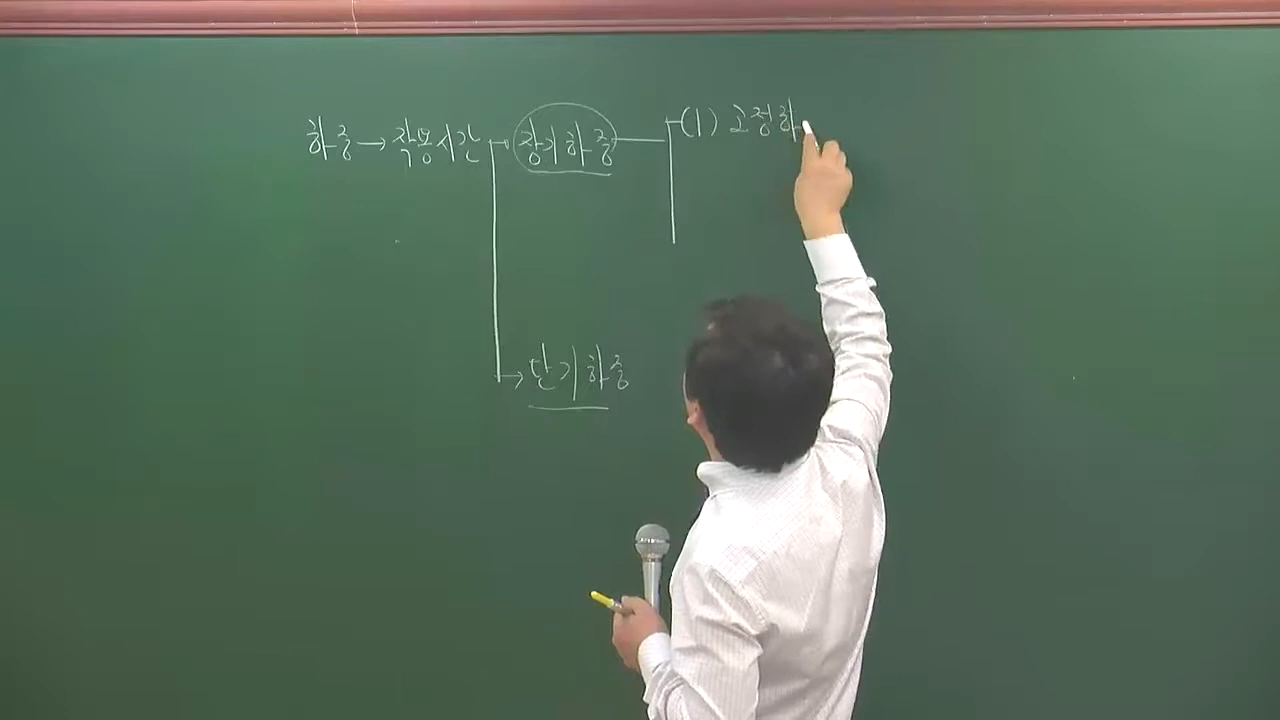 하중 → 작용시간 → 장기하중 (1) 고정하
→ 단기하중